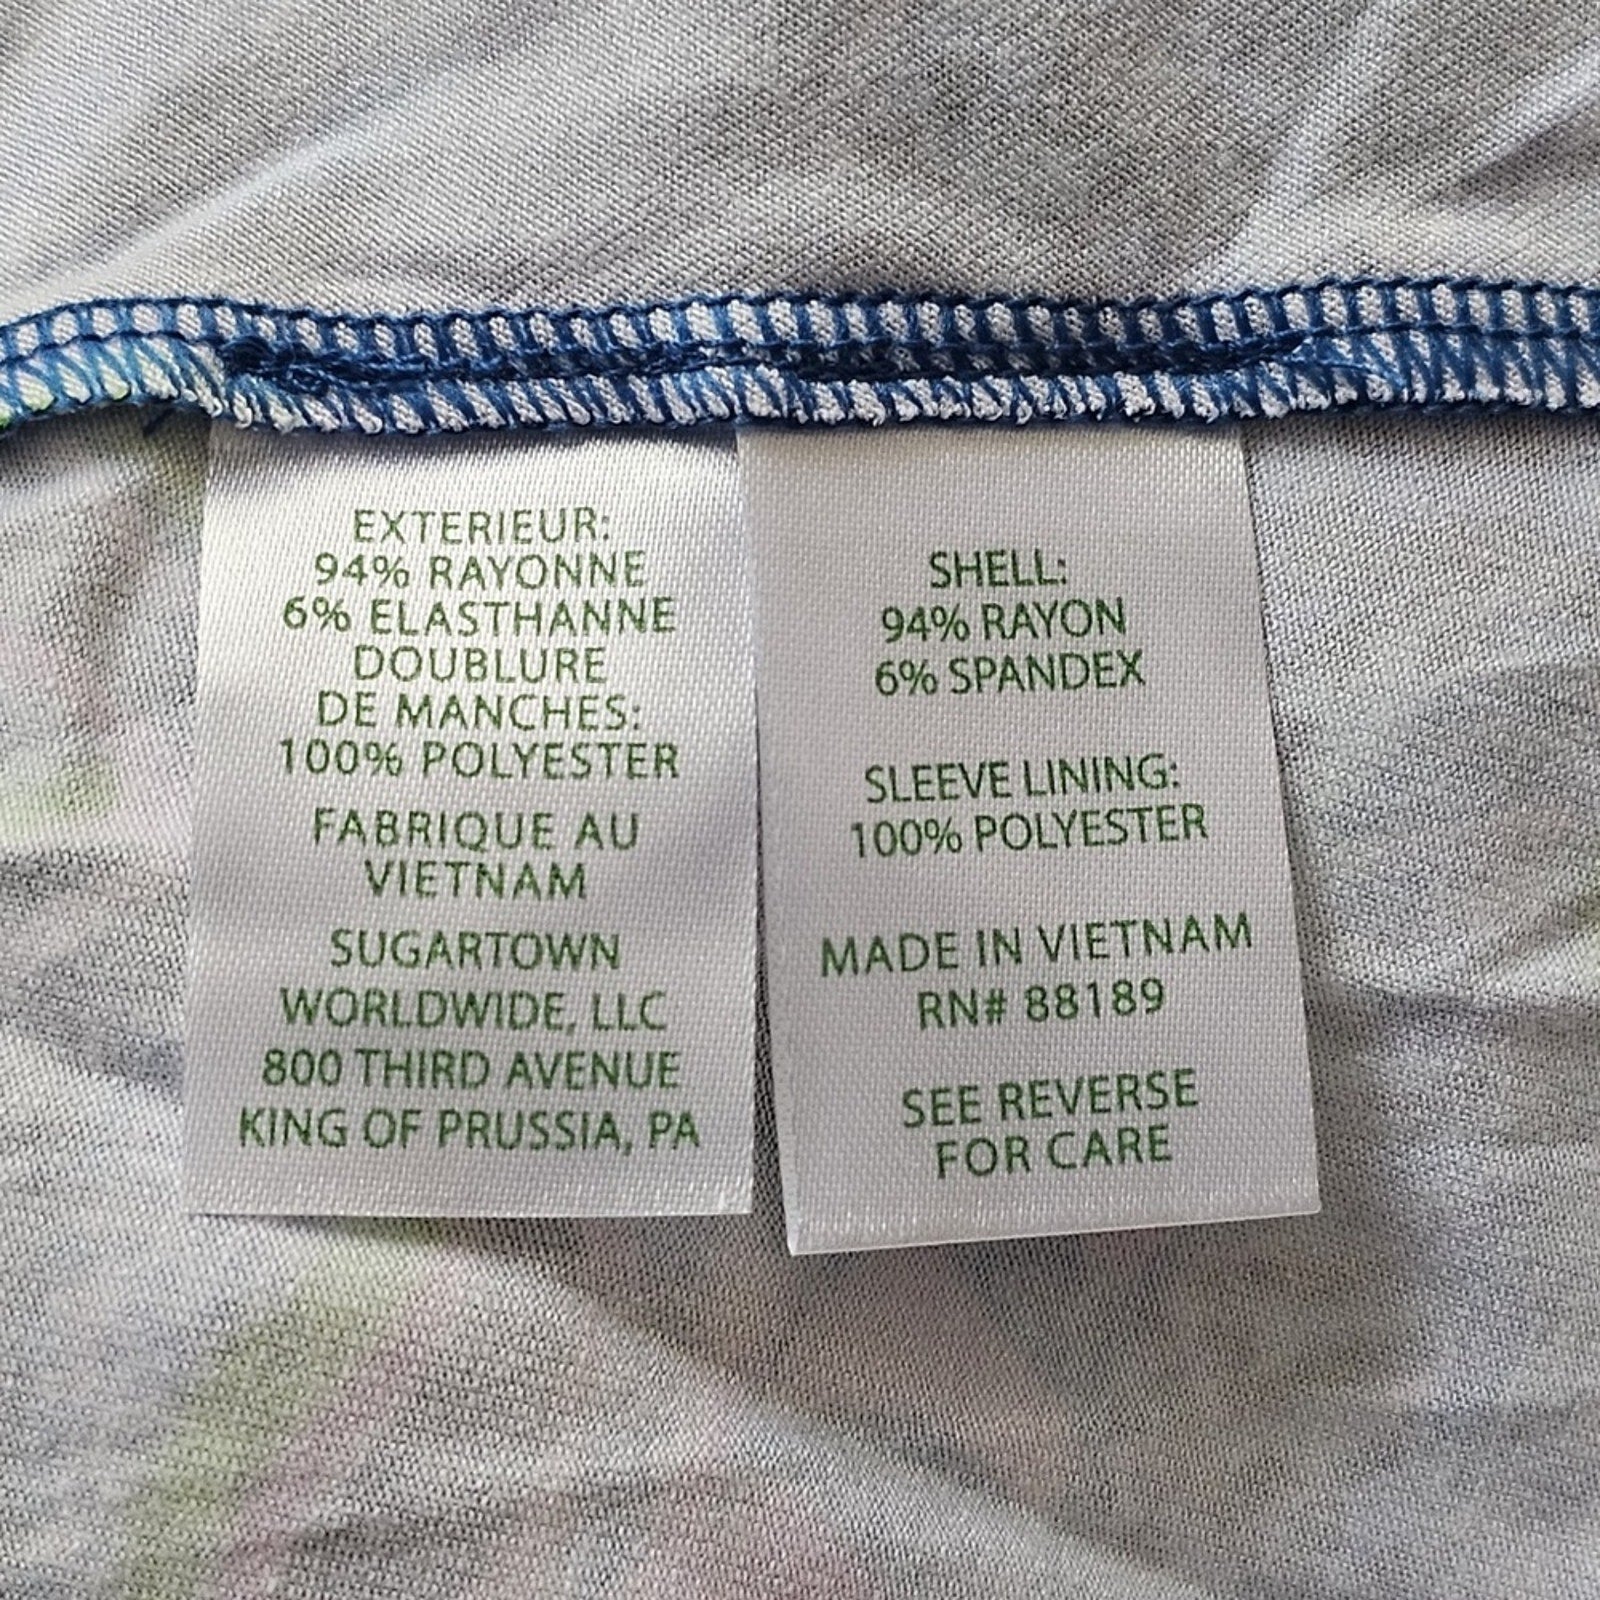 EXTERIEUR:
94% RAYONNE
6% ELASTHANNE
DOUBLURE
DE MANCHES:
100% POLYESTER
FABRIQUE AU
VIETNAM
SUGARTOWN
WORLDWIDE, LLC
800 THIRD AVENUE
KING OF PRUSSIA, PA
SHELL:
94% RAYON
6% SPANDEX
SLEEVE LINING:
100% POLYESTER
MADE IN VIETNAM
RN# 88189
SEE REVERSE
FOR CARE